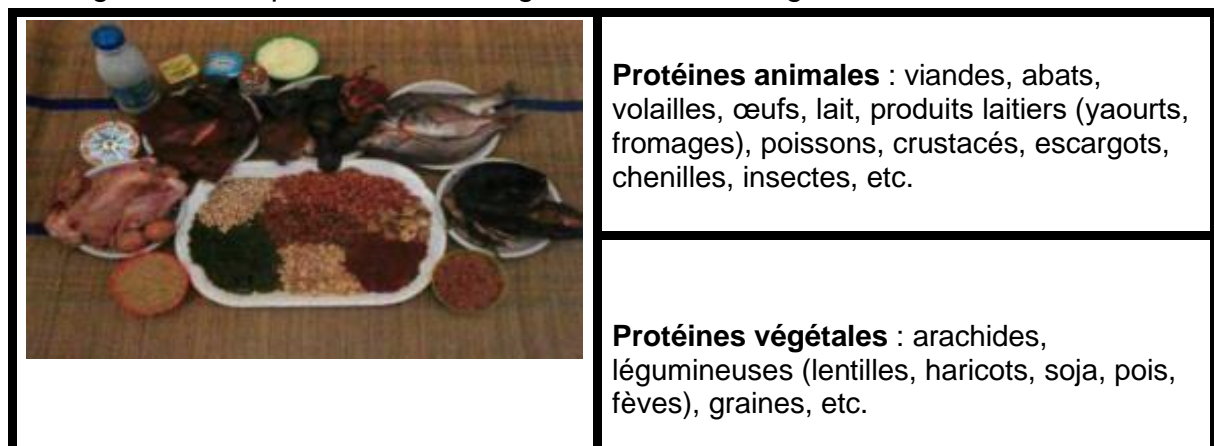 Protéines animales : viandes, abats,
volailles, œufs, lait, produits laitiers (yaourts,
fromages), poissons, crustacés, escargots,
chenilles, insectes, etc.
Protéines végétales : arachides,
légumineuses (lentilles, haricots, soja, pois,
fèves), graines, etc.